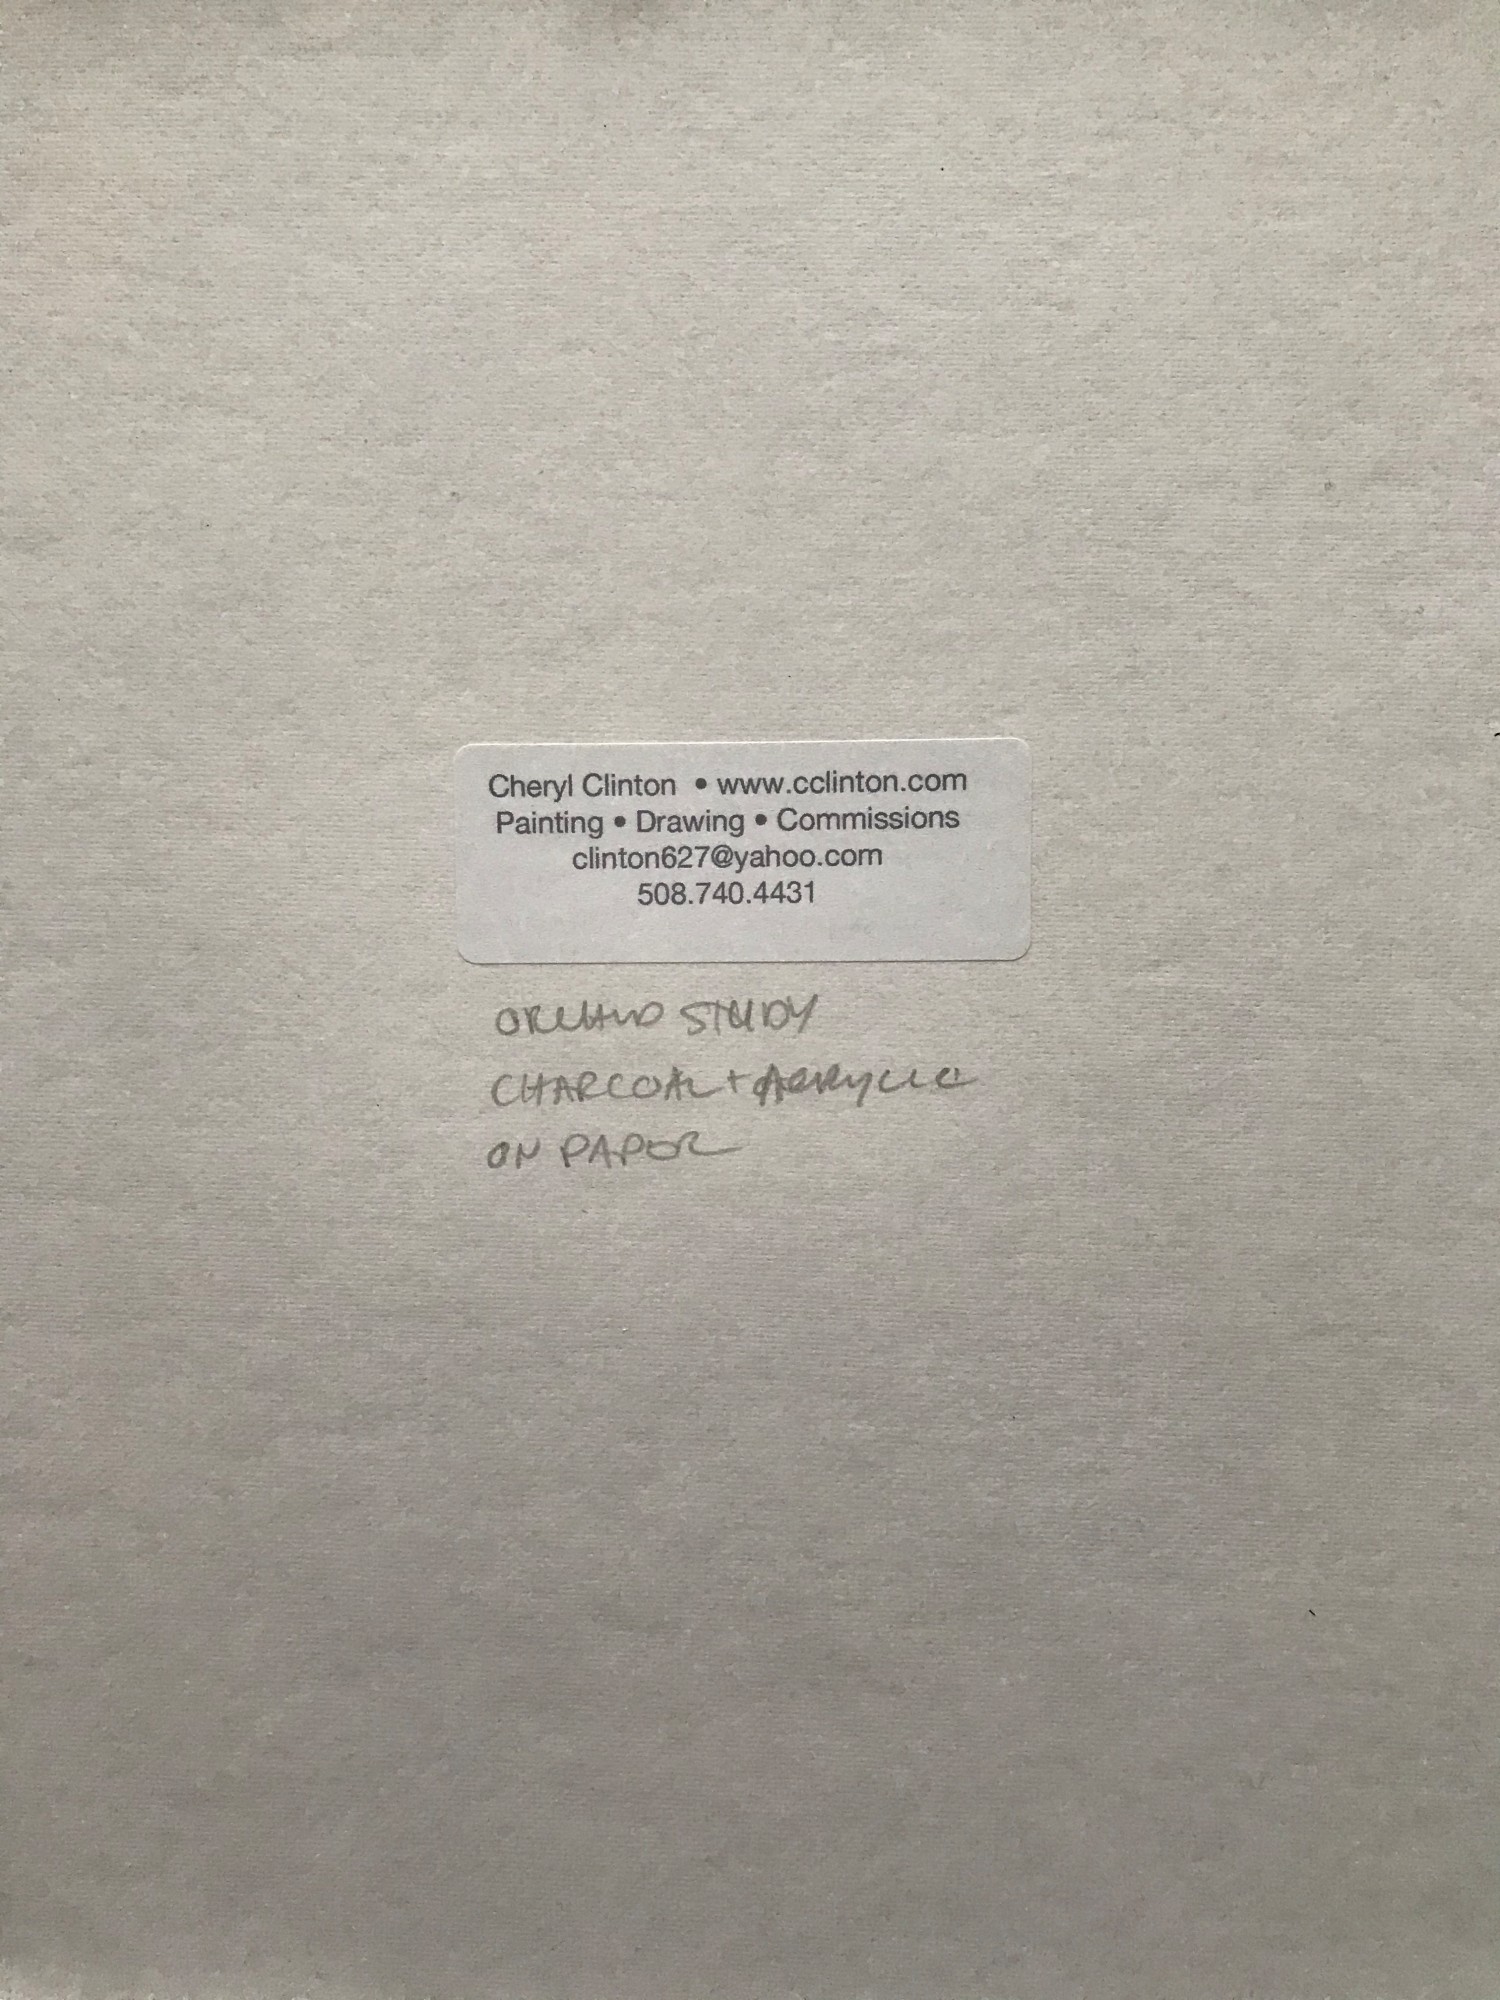 Cheryl Clinton • www.cclinton.com
Painting • Drawing • Commissions
clinton627@yahoo.com
508.740.4431
STUDY
CHARCOAL + ACRYLIC
ON PAPER